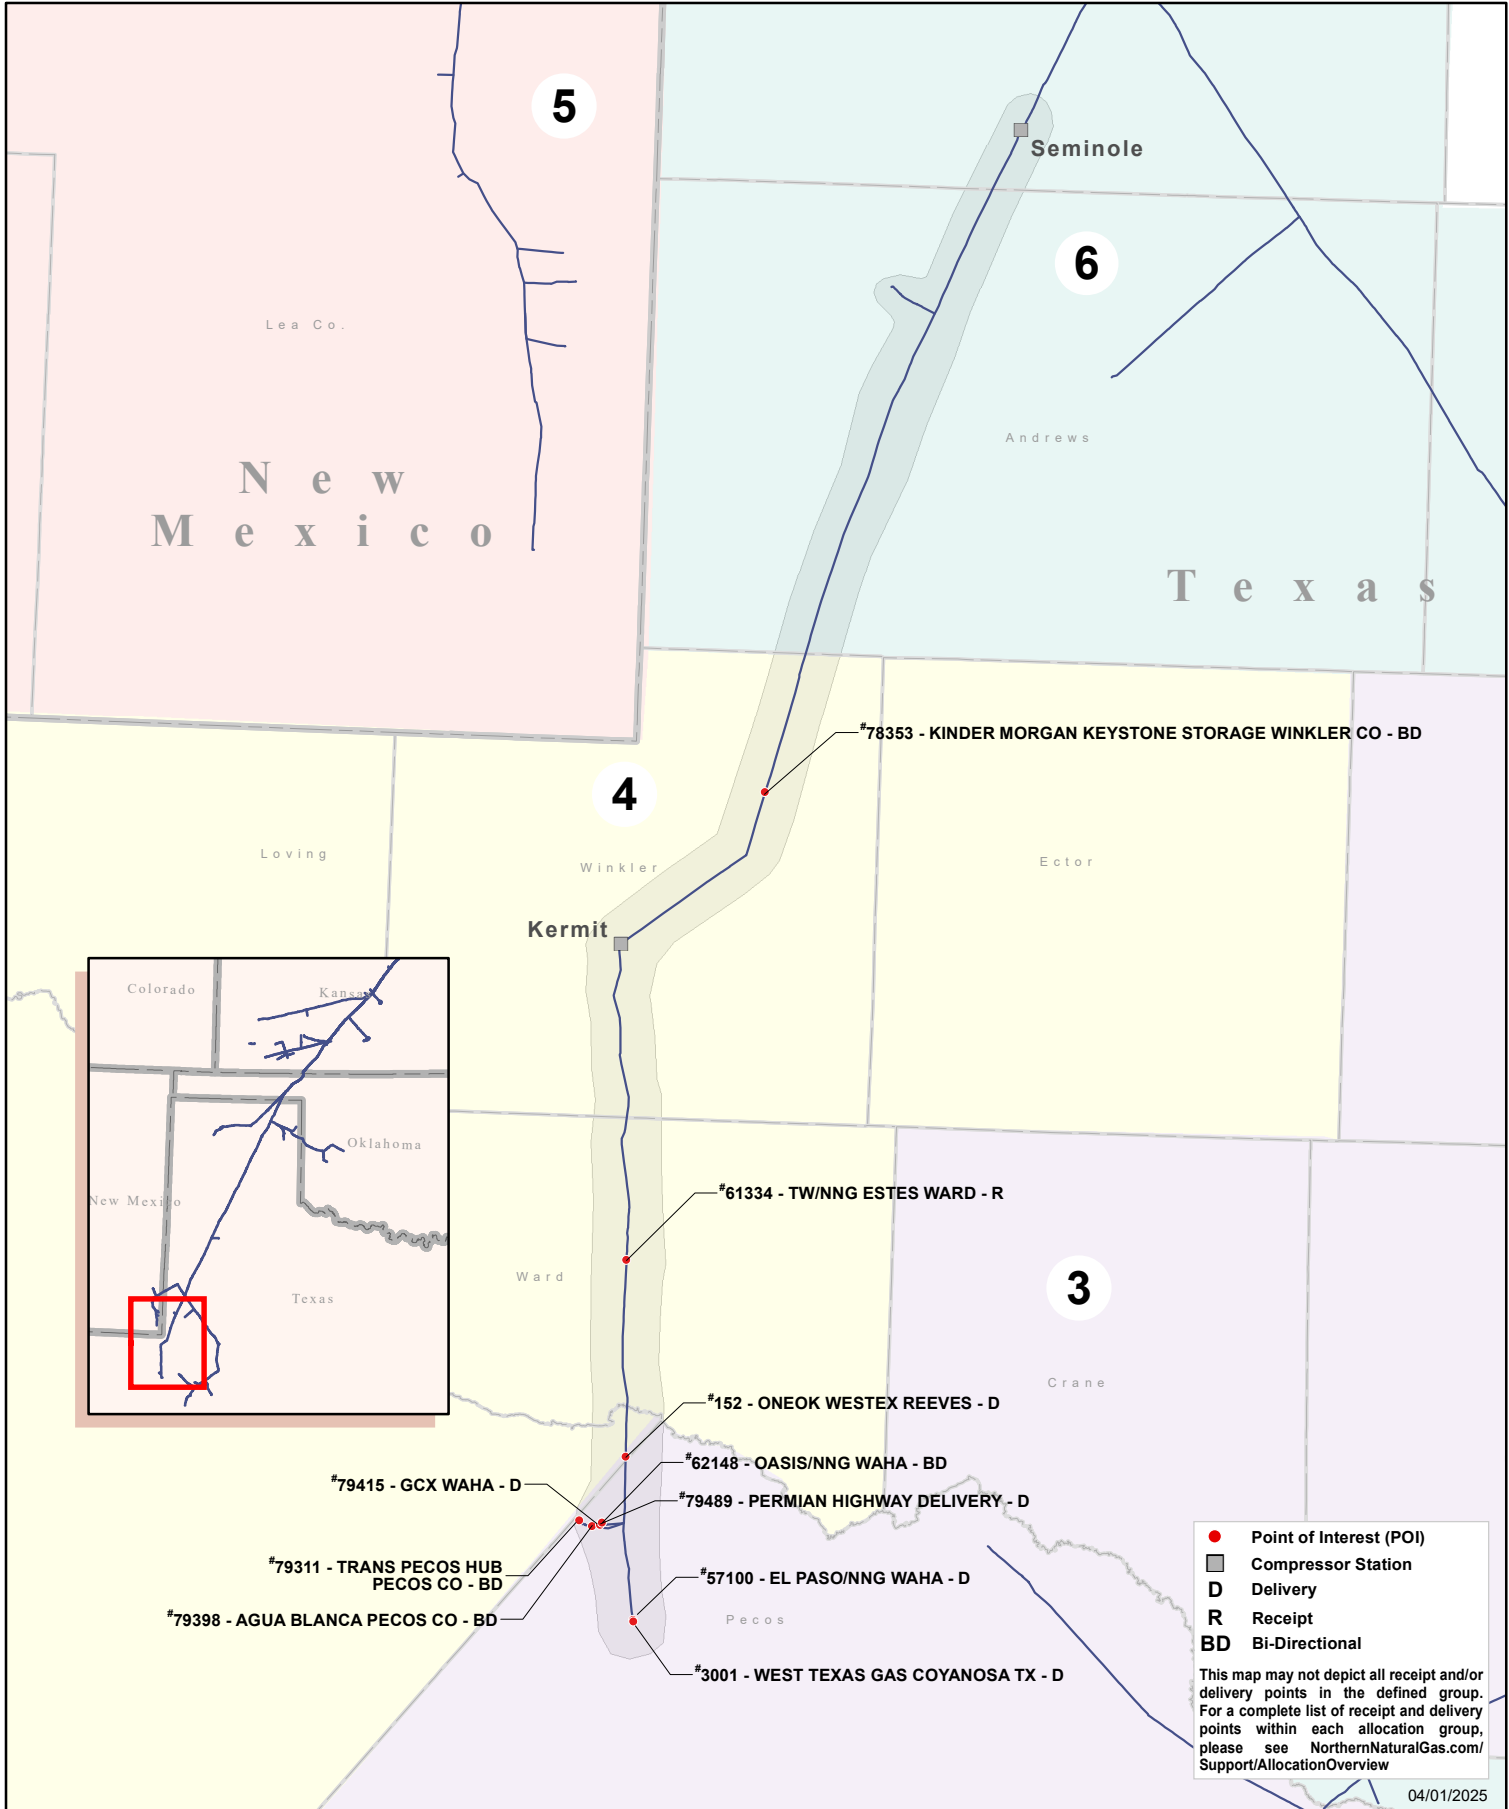 5
Seminole
6
Lea Co.
Andrews
New
Mexico
Texas
#78353 - KINDER MORGAN KEYSTONE STORAGE WINKLER CO - BD
4
Loving
Winkler
Ector
Kermit
Colorado
Kansas
Oklahoma
New Mexico
Texas
#61334 - TW/NNG ESTES WARD - R
Ward
3
Crane
#152 - ONEOK WESTEX REEVES - D
#62148 - OASIS/NNG WAHA - BD
#79415 - GCX WAHA - D
#79489 - PERMIAN HIGHWAY DELIVERY - D
#79311 - TRANS PECOS HUB
PECOS CO - BD
#57100 - EL PASO/NNG WAHA - D
#79398 - AGUA BLANCA PECOS CO - BD
Pecos
#3001 - WEST TEXAS GAS COYANOSA TX - D
Point of Interest (POI)
Compressor Station
D Delivery
R Receipt
BD Bi-Directional
This map may not depict all receipt and/or
delivery points in the defined group.
For a complete list of receipt and delivery
points within each allocation group,
please see NorthernNaturalGas.com/
Support/AllocationOverview
04/01/2025